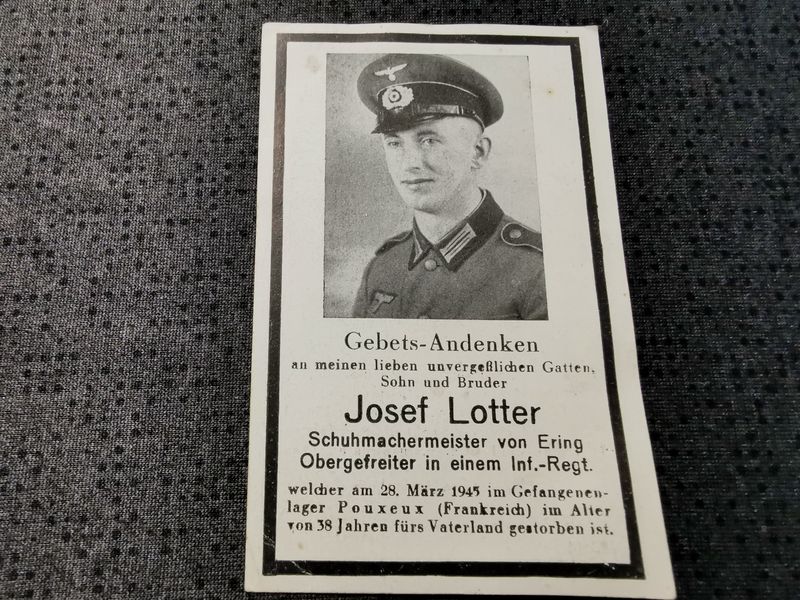 Gebets-Andenken
an meinen lieben unvergeßlichen Gatten,
Sohn und Bruder
Josef Lotter
Schuhmachermeister von Ering
Obergefreiter in einem Inf.-Regt.
welcher am 28. März 1945 im Gefangenen-
lager Pouxeux (Frankreich) im Alter
von 38 Jahren fürs Vaterland gestorben ist.